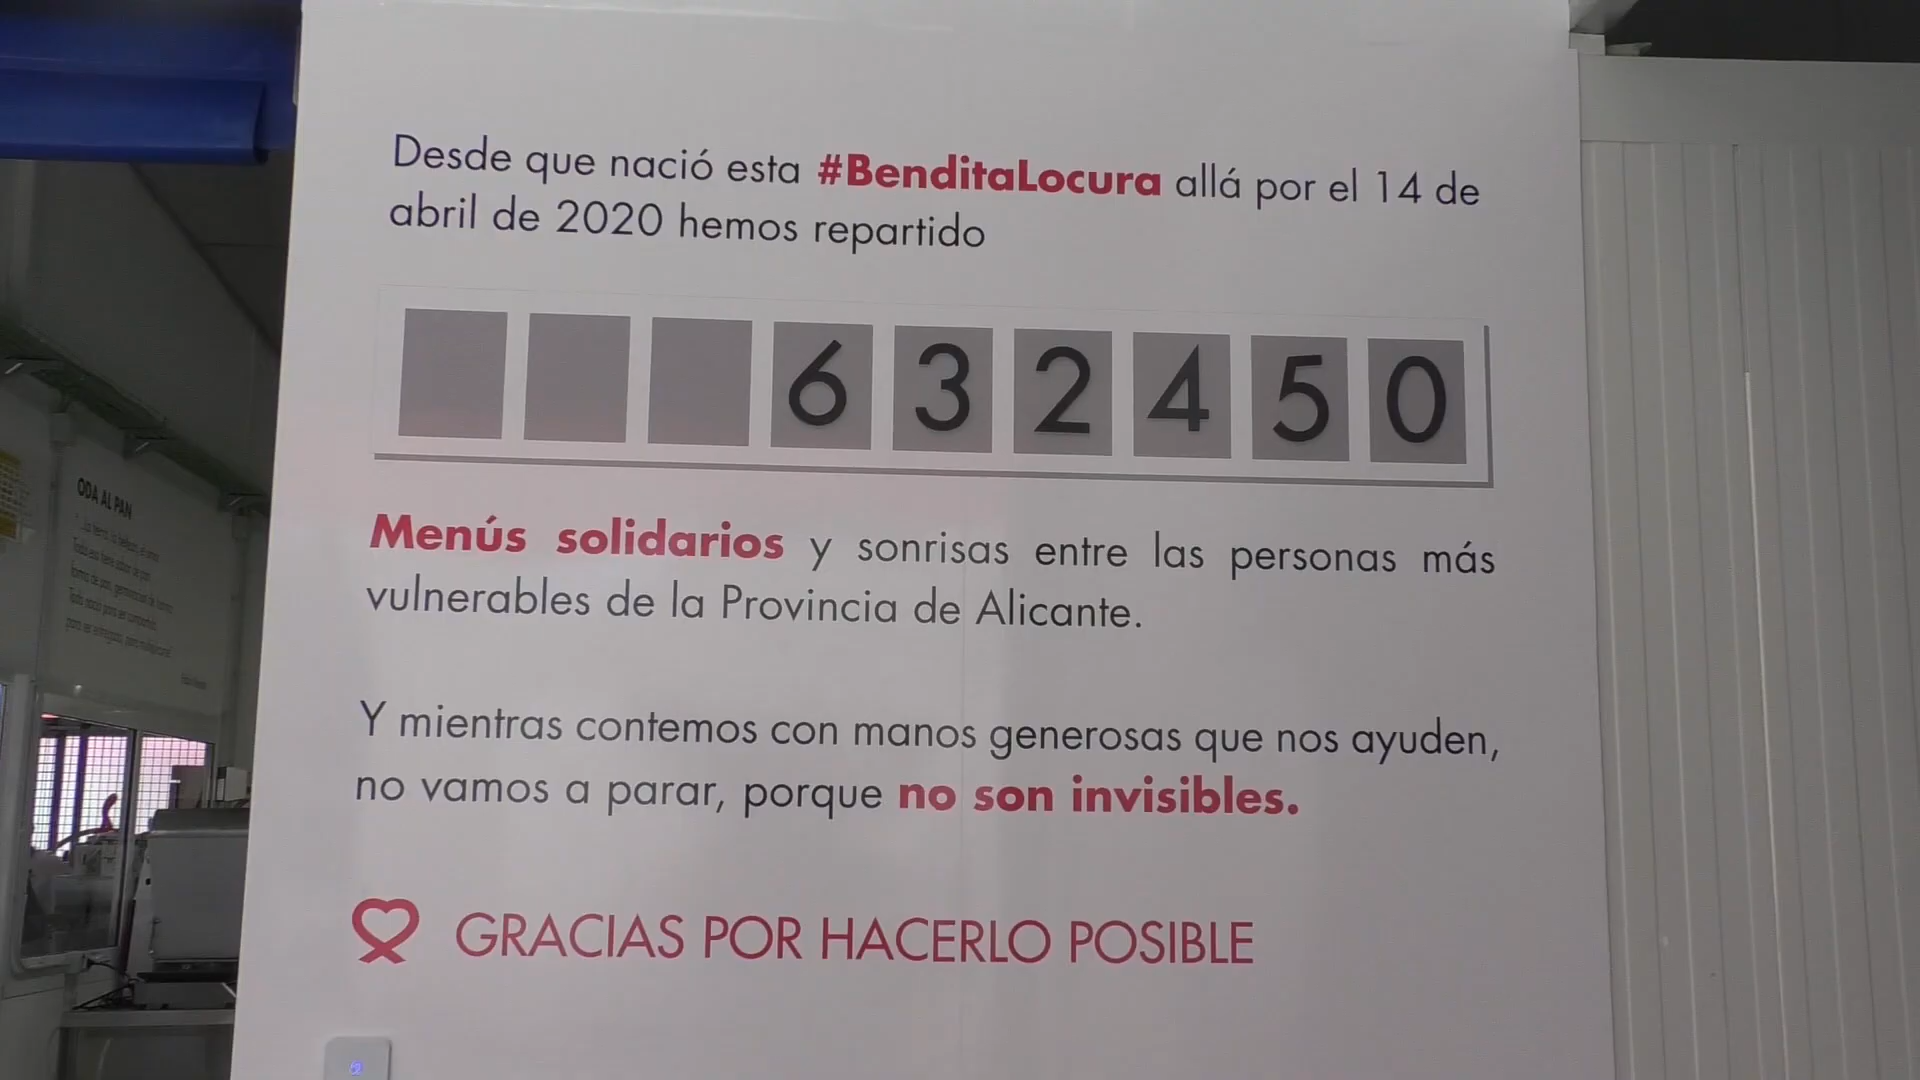 Desde que nació esta #BenditaLocura allá por el 14 de
abril de 2020 hemos repartido
632450
Menús solidarios y sonrisas entre las personas más
vulnerables de la Provincia de Alicante.
Y mientras contemos con manos generosas que nos ayuden,
no vamos a parar, porque no son invisibles.
GRACIAS POR HACERLO POSIBLE
ODA AL PAN